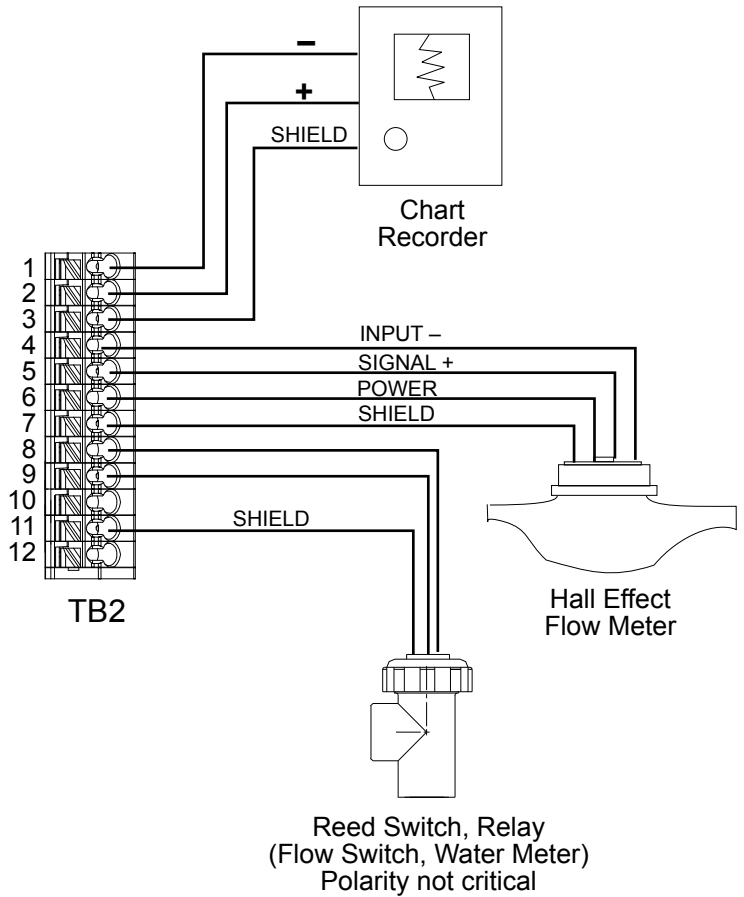 –
+
SHIELD
Chart
Recorder
1
2
3
4
5
6
7
8
9
10
11
12
INPUT –
SIGNAL +
POWER
SHIELD
SHIELD
TB2
Hall Effect
Flow Meter
Reed Switch, Relay
(Flow Switch, Water Meter)
Polarity not critical